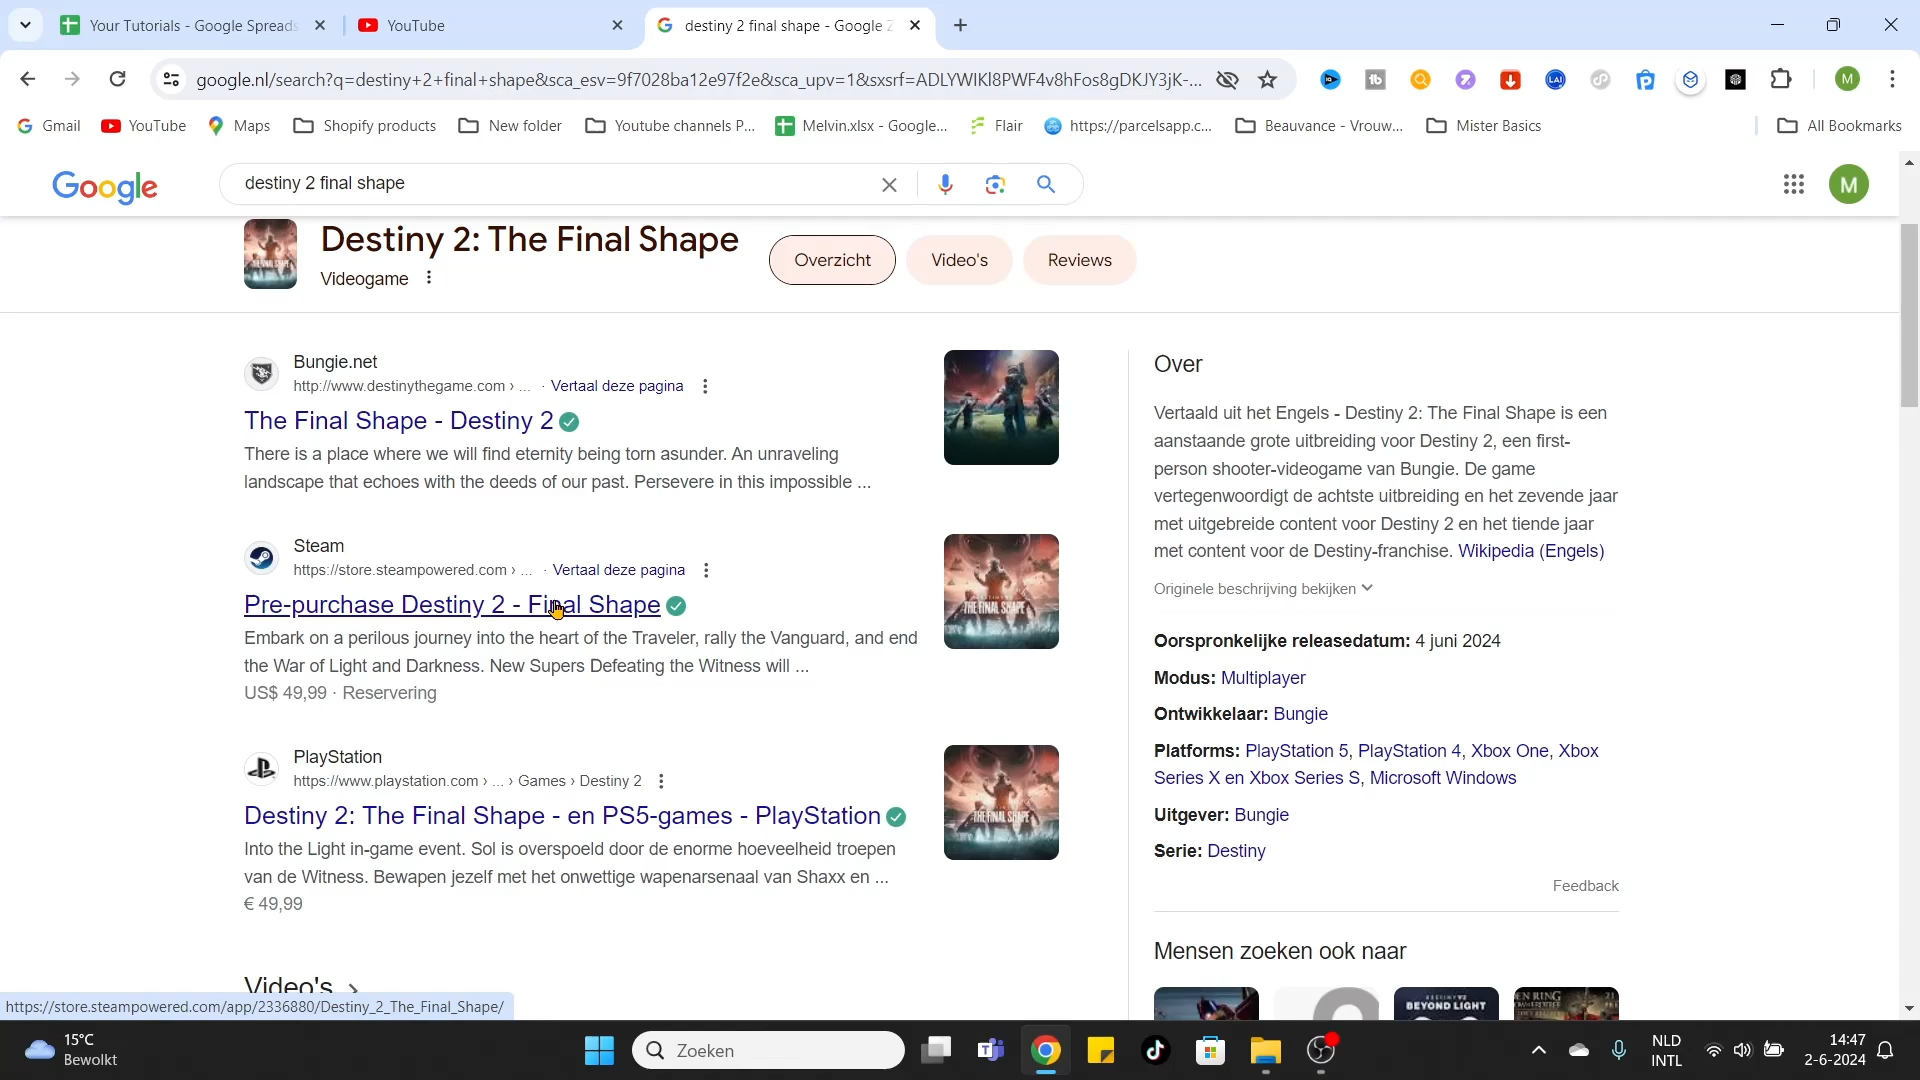 Your Tutorials - Google Spreads
YouTube
destiny 2 final shape - Google Z
google.nl/search?q=destiny+2+final+shape&sca_esv=9f7028ba12e97f2e&sca_upv=1&sxsrf=ADLYWIKl8PWF4v8hFos8gDKJY3jK-...
Gmail
YouTube
Maps
Shopify products
New folder
Youtube channels P...
Melvin.xlsx - Google...
Flair
https://parcelsapp.c...
Beauvance - Vrouw...
Mister Basics
All Bookmarks
Google
destiny 2 final shape
M
Destiny 2: The Final Shape
Videogame
Overzicht
Video's
Reviews
Bungie.net
http://www.destinythegame.com › ... · Vertaal deze pagina
The Final Shape - Destiny 2
There is a place where we will find eternity being torn asunder. An unraveling
landscape that echoes with the deeds of our past. Persevere in this impossible ...
Steam
https://store.steampowered.com › ... · Vertaal deze pagina
Pre-purchase Destiny 2 - Final Shape
Embark on a perilous journey into the heart of the Traveler, rally the Vanguard, and end
the War of Light and Darkness. New Supers Defeating the Witness will ...
US$ 49,99 · Reservering
THE FINAL SHAPE
PlayStation
https://www.playstation.com › ... › Games › Destiny 2
Destiny 2: The Final Shape - en PS5-games - PlayStation
Into the Light in-game event. Sol is overspoeld door de enorme hoeveelheid troepen
van de Witness. Bewapen jezelf met het onwettige wapenarsenaal van Shaxx en ...
€ 49,99
THE FINAL SHAPE
Video's >
Over
Vertaald uit het Engels - Destiny 2: The Final Shape is een
aanstaande grote uitbreiding voor Destiny 2, een first-
person shooter-videogame van Bungie. De game
vertegenwoordigt de achtste uitbreiding en het zevende jaar
met uitgebreide content voor Destiny 2 en het tiende jaar
met content voor de Destiny-franchise. Wikipedia (Engels)
Originele beschrijving bekijken
Oorspronkelijke releasedatum: 4 juni 2024
Modus: Multiplayer
Ontwikkelaar: Bungie
Platforms: PlayStation 5, PlayStation 4, Xbox One, Xbox
Series X en Xbox Series S, Microsoft Windows
Uitgever: Bungie
Serie: Destiny
Feedback
Mensen zoeken ook naar
BEYOND LIGHT
EN RING
https://store.steampowered.com/app/2336880/Destiny_2_The_Final_Shape/
15°C
Bewolkt
Zoeken
NLD
INTL
14:47
2-6-2024